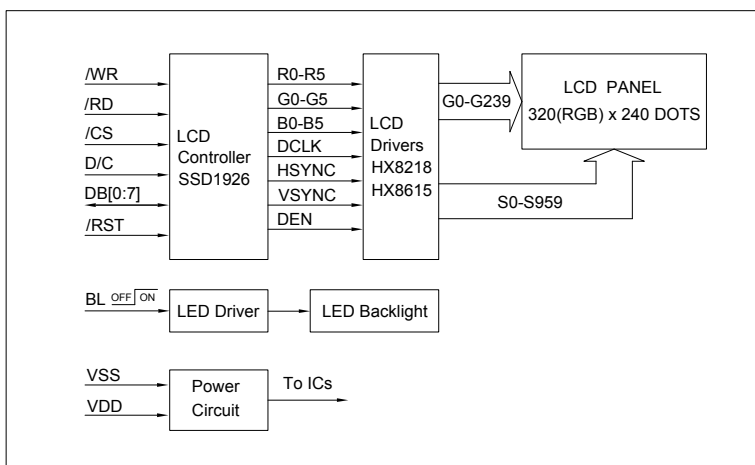 /WR
/RD
/CS
D/C
DB[0:7]
/RST
LCD
Controller
SSD1926
R0-R5
G0-G5
B0-B5
DCLK
HSYNC
VSYNC
DEN
LCD
Drivers
HX8218
HX8615
G0-G239
S0-S959
LCD PANEL
320(RGB) x 240 DOTS
BL OFF ON
LED Driver
LED Backlight
VSS
VDD
Power
Circuit
To ICs